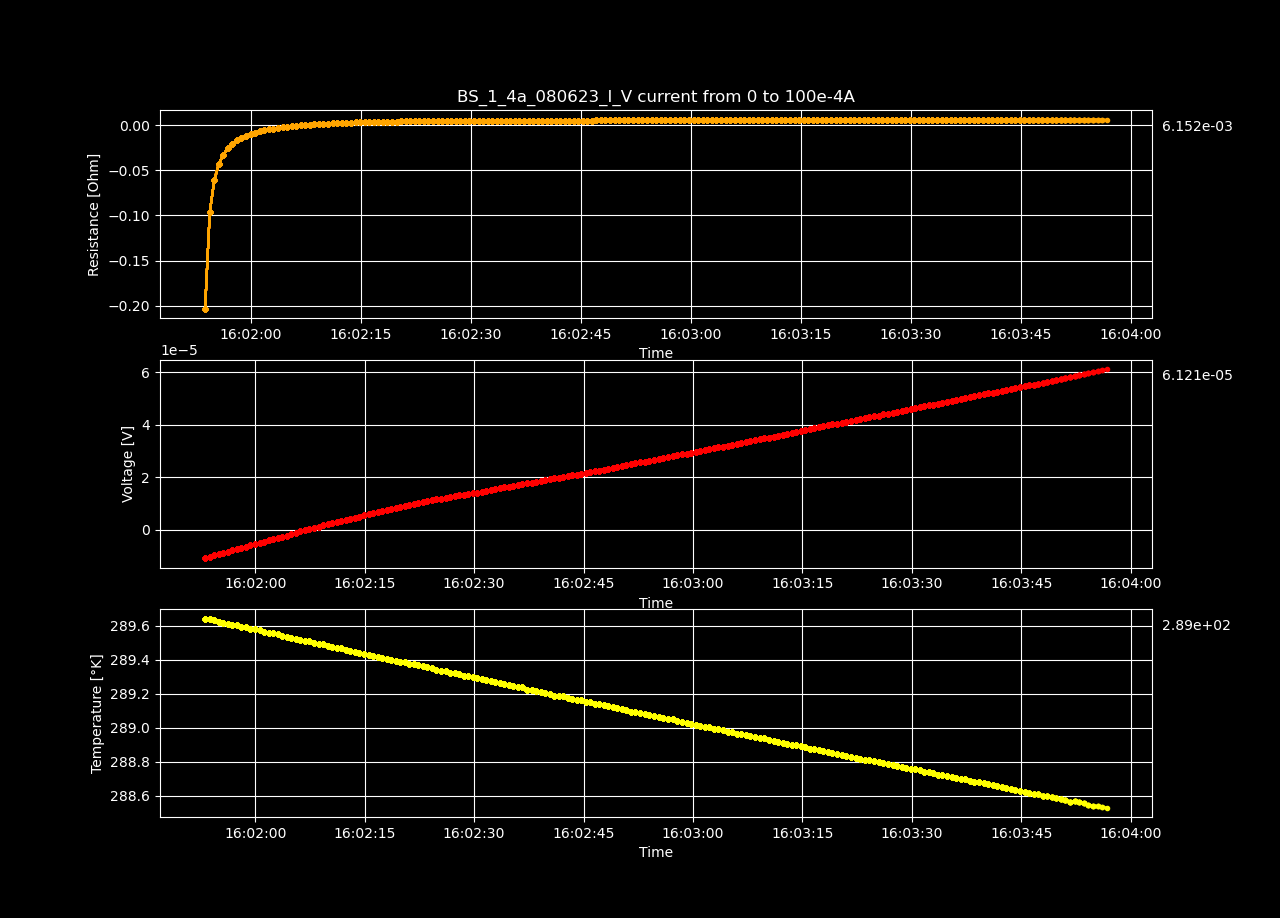 BS_1_4a_080623_I_V current from 0 to 100e-4A
0.00
−0.05
−0.10
−0.15
−0.20
Resistance [Ohm]
6.152e-03
16:02:00 16:02:15 16:02:30 16:02:45 16:03:00 16:03:15 16:03:30 16:03:45 16:04:00
Time
1e−5
6
4
2
0
Voltage [V]
6.121e-05
16:02:00 16:02:15 16:02:30 16:02:45 16:03:00 16:03:15 16:03:30 16:03:45 16:04:00
Time
289.6
289.4
289.2
289.0
288.8
288.6
Temperature [°K]
2.89e+02
16:02:00 16:02:15 16:02:30 16:02:45 16:03:00 16:03:15 16:03:30 16:03:45 16:04:00
Time